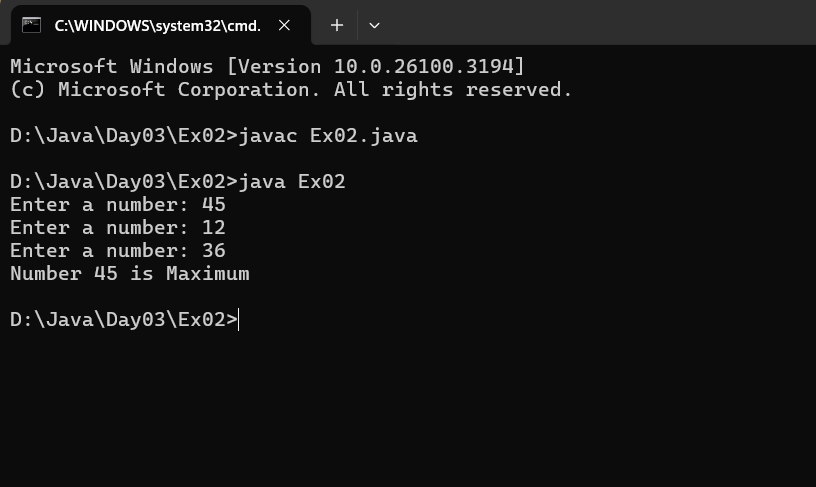 C:\WINDOWS\system32\cmd.
Microsoft Windows [Version 10.0.26100.3194]
(c) Microsoft Corporation. All rights reserved.
D:\Java\Day03\Ex02>javac Ex02.java
D:\Java\Day03\Ex02>java Ex02
Enter a number: 45
Enter a number: 12
Enter a number: 36
Number 45 is Maximum
D:\Java\Day03\Ex02>